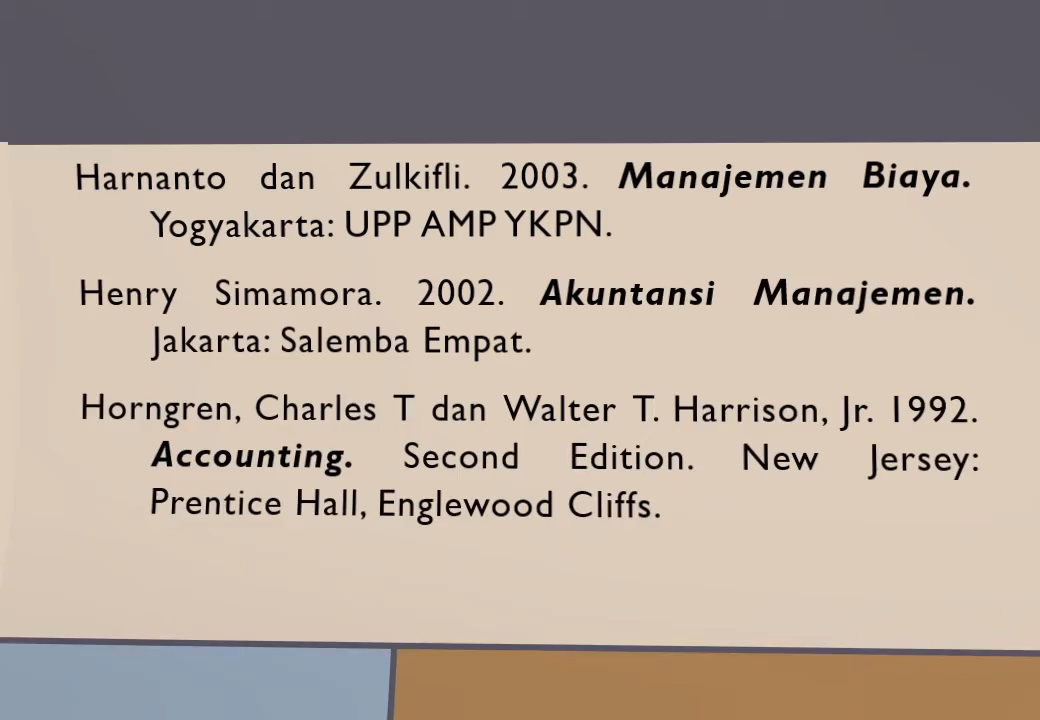 Harnanto dan Zulkifli. 2003. Manajemen Biaya.
Yogyakarta: UPP AMP YKPN.
Henry Simamora. 2002. Akuntansi Manajemen.
Jakarta: Salemba Empat.
Horngren, Charles T dan Walter T. Harrison, Jr. 1992.
Accounting. Second Edition. New Jersey:
Prentice Hall, Englewood Cliffs.